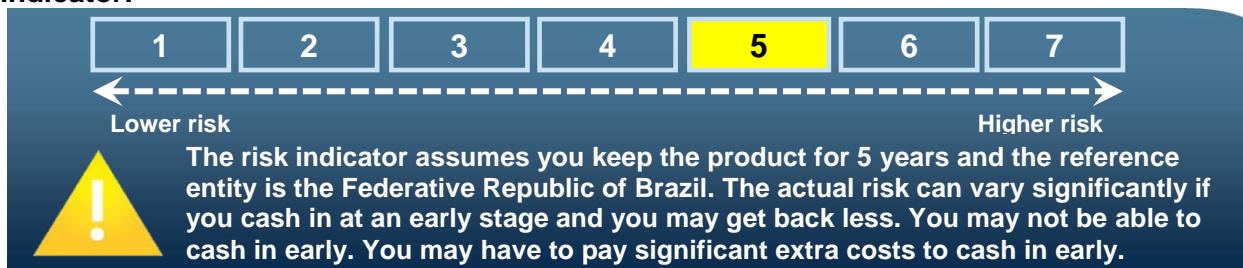 1 2 3 4 5 6 7
Lower risk Higher risk
The risk indicator assumes you keep the product for 5 years and the reference
entity is the Federative Republic of Brazil. The actual risk can vary significantly if
you cash in at an early stage and you may get back less. You may not be able to
cash in early. You may have to pay significant extra costs to cash in early.